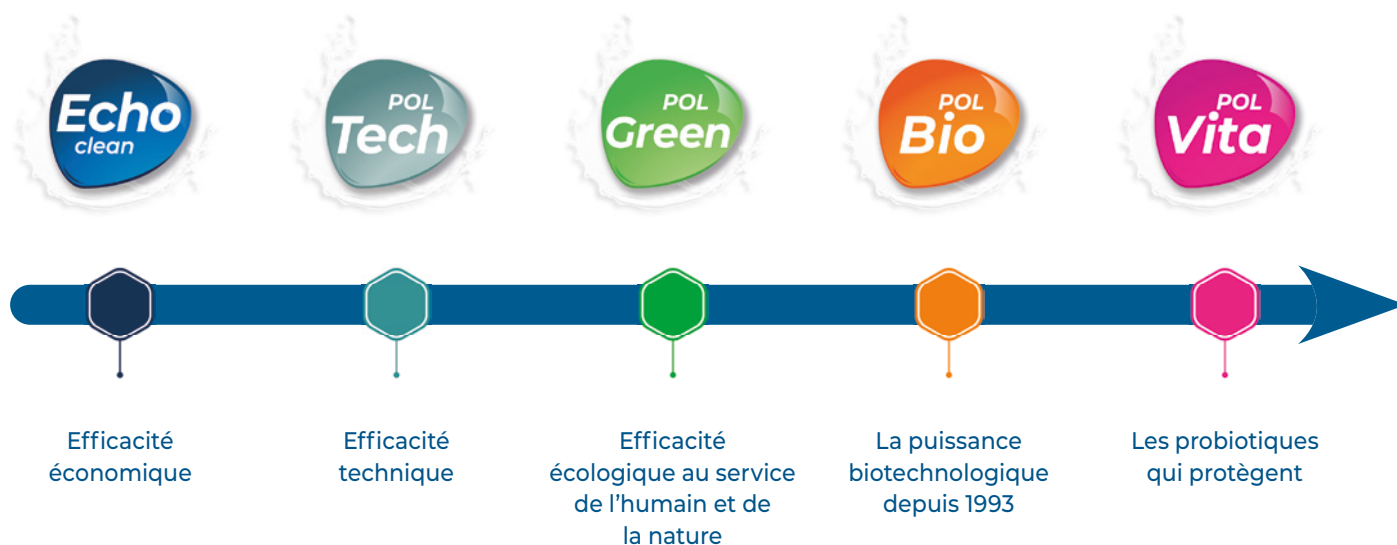 Echo
clean
POL
Tech
POL
Green
POL
Bio
POL
Vita
Efficacité
économique
Efficacité
technique
Efficacité
écologique au service
de l’humain et de
la nature
La puissance
biotechnologique
depuis 1993
Les probiotiques
qui protègent